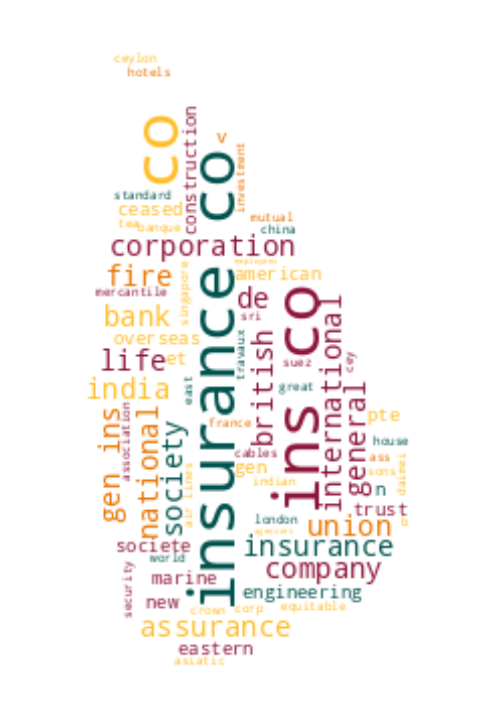 ceylon
hotels
co
construction
v
investment
insurance co
standard
ceased
tea
banque
mutual
china
corporation
employees
fire
singapore
american
mercantile
de
ins co
international
bank
sri
overseas
travaux
british
life
et
suez
cey
india
east
great
general
gen ins
association
national
society
france
pte
house
cables
gen
ass
sons
daimei
air lines
indian
n
trust
london
union
societe
insurance
world
company
security
marine
engineering
new
crown
corp
equitable
assurance
eastern
asiatic